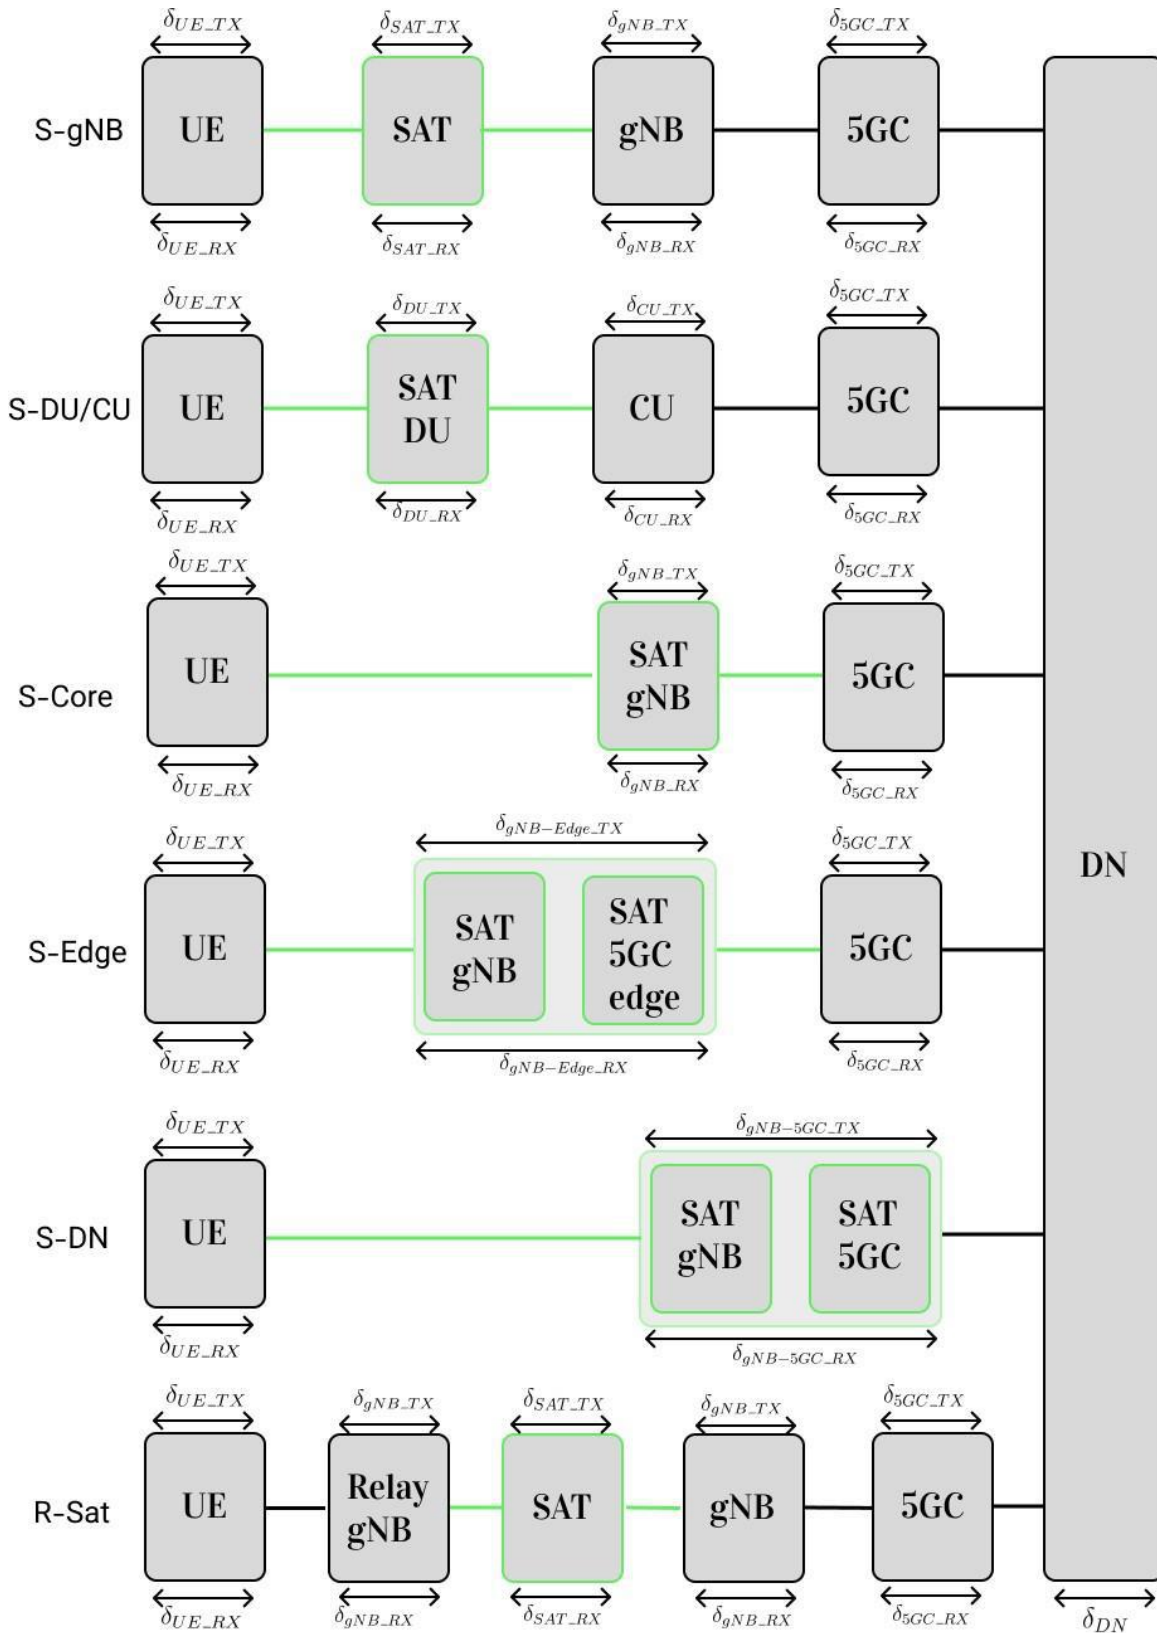 δUE_TX
δSAT_TX
δgNB_TX
δ5GC_TX
S-gNB
UE
SAT
gNB
5GC
δUE_RX
δSAT_RX
δgNB_RX
δ5GC_RX
δUE_TX
δDU_TX
δCU_TX
δ5GC_TX
S-DU/CU
UE
SAT
DU
CU
5GC
δUE_RX
δDU_RX
δCU_RX
δ5GC_RX
δUE_TX
δgNB_TX
δ5GC_TX
S-Core
UE
SAT
gNB
5GC
δUE_RX
δgNB_RX
δ5GC_RX
δUE_TX
δgNB-Edge_TX
δ5GC_TX
S-Edge
UE
SAT
gNB
SAT
5GC
edge
5GC
DN
δUE_RX
δgNB-Edge_RX
δ5GC_RX
δUE_TX
δgNB-5GC_TX
S-DN
UE
SAT
gNB
SAT
5GC
δUE_RX
δgNB-5GC_RX
δUE_TX
δgNB_TX
δSAT_TX
δgNB_TX
δ5GC_TX
R-Sat
UE
Relay
gNB
SAT
gNB
5GC
δUE_RX
δgNB_RX
δSAT_RX
δgNB_RX
δ5GC_RX
δDN